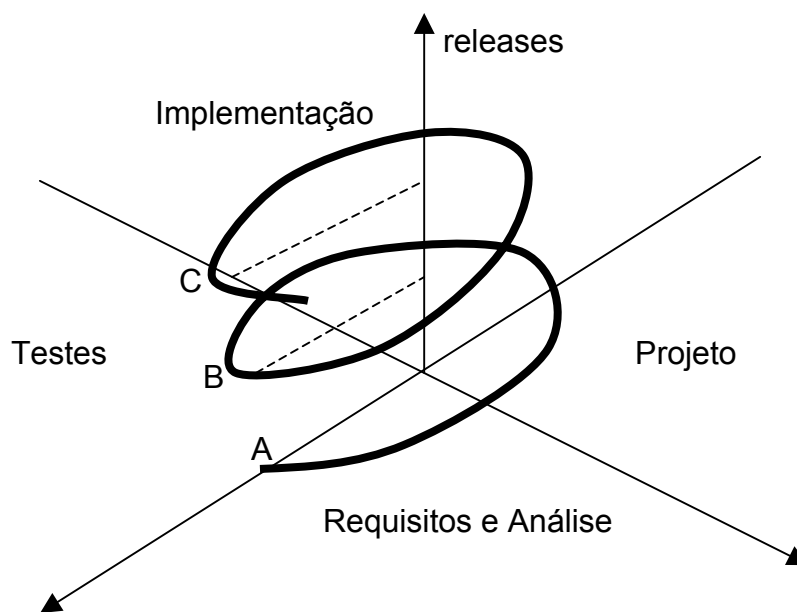 releases
Implementação
C
Testes
Projeto
B
A
Requisitos e Análise